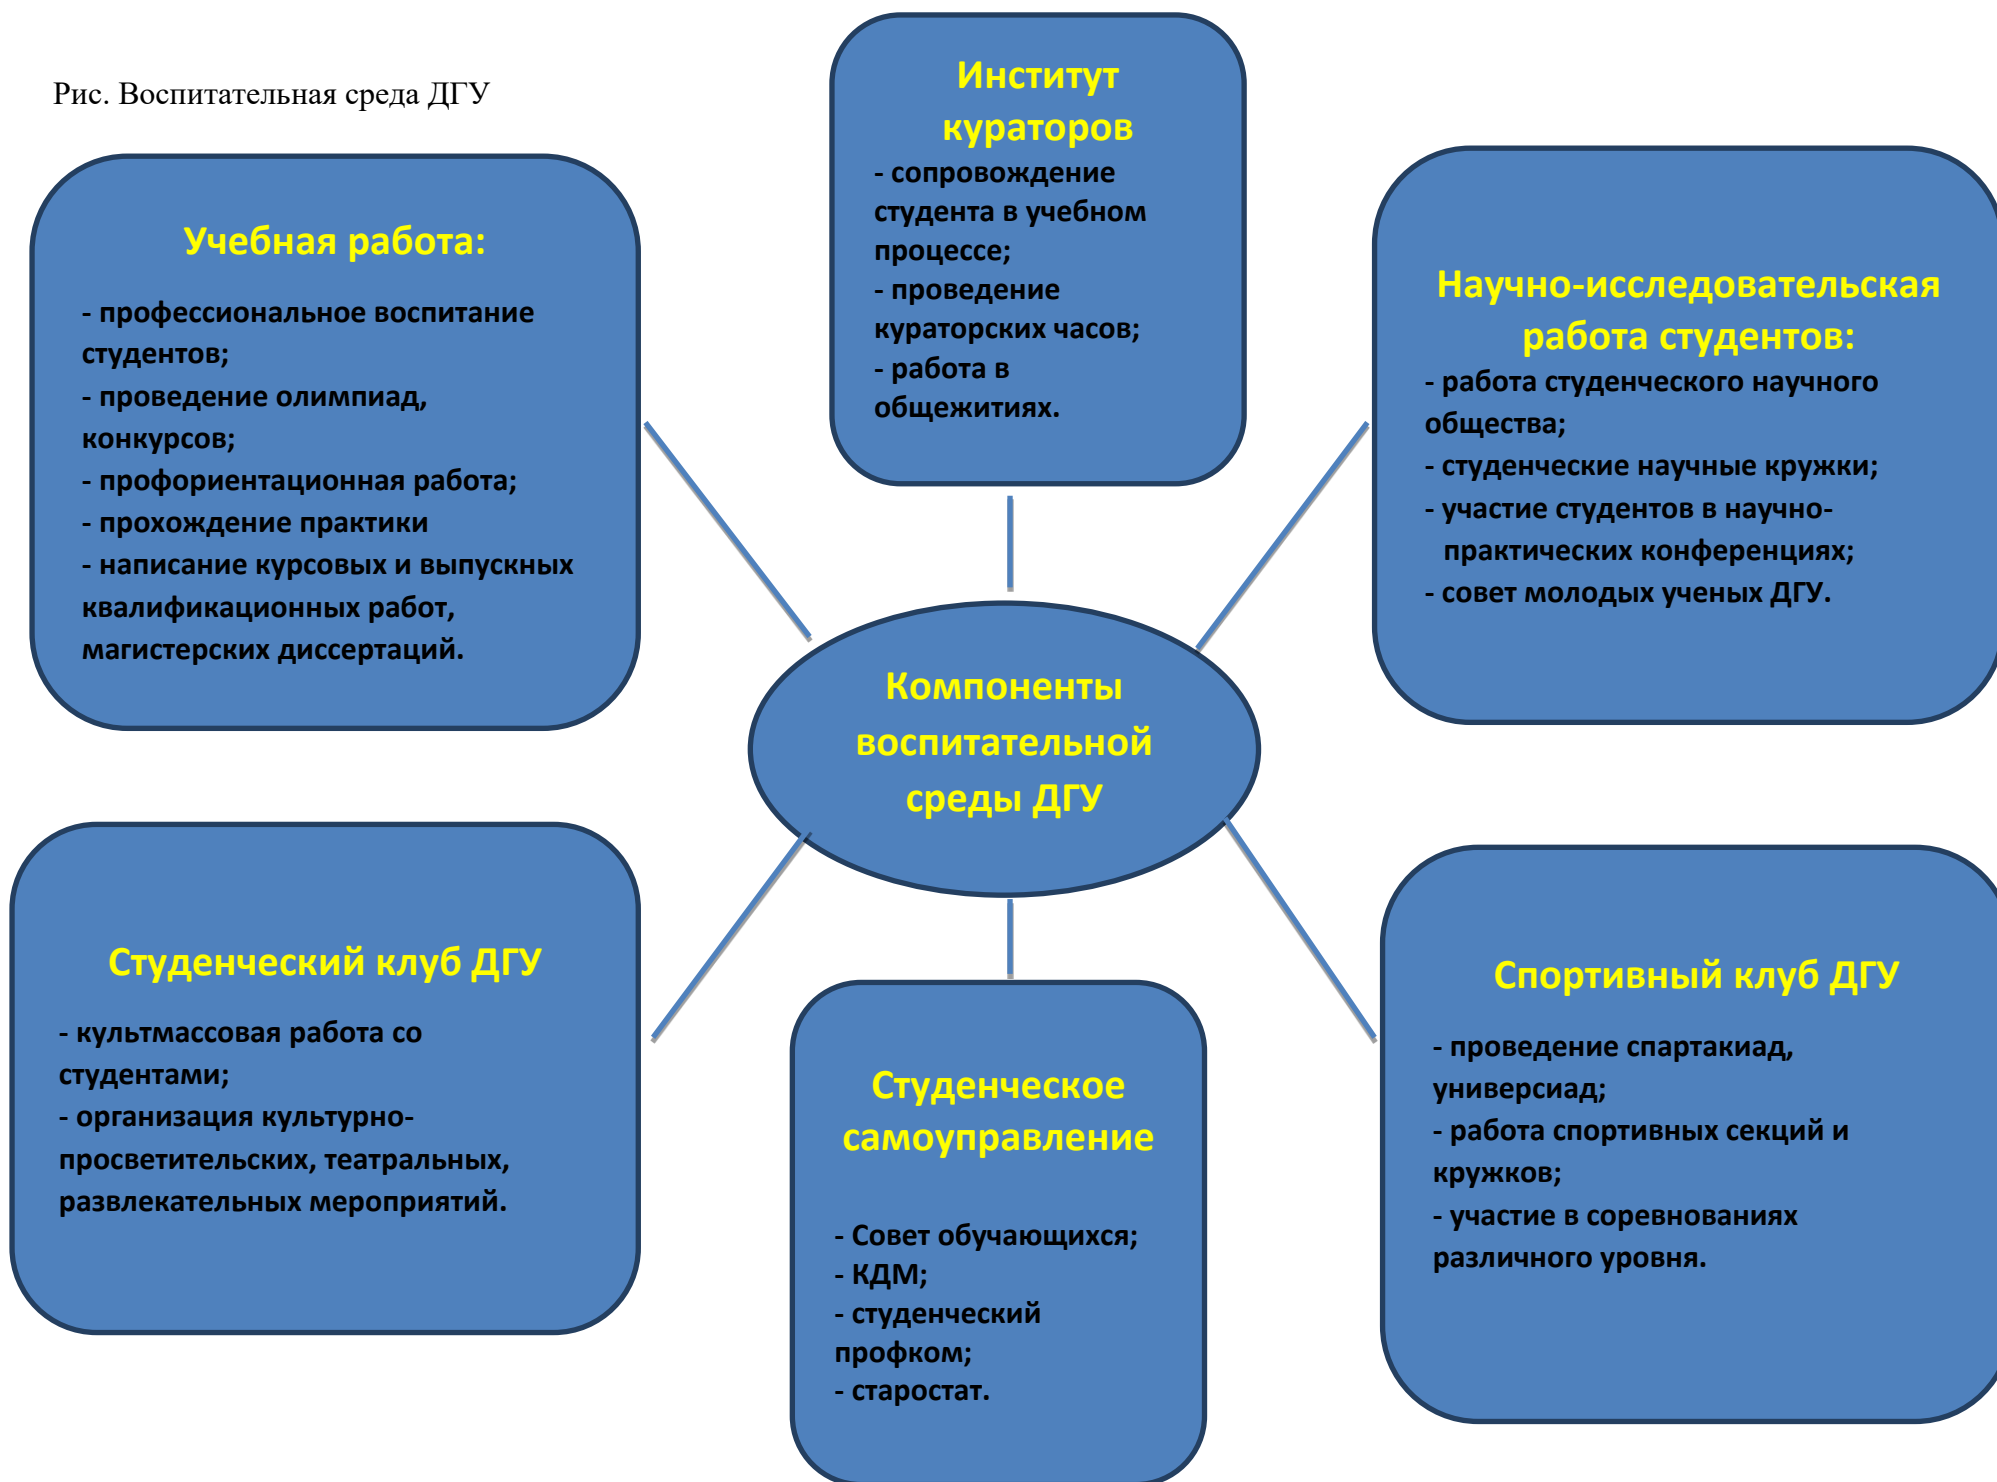 Рис. Воспитательная среда ДГУ
Институт
кураторов
- сопровождение
студента в учебном
процессе;
- проведение
кураторских часов;
- работа в
общежитиях.
Учебная работа:
- профессиональное воспитание
студентов;
- проведение олимпиад,
конкурсов;
- профориентационная работа;
- прохождение практики
- написание курсовых и выпускных
квалификационных работ,
магистерских диссертаций.
Научно-исследовательская
работа студентов:
- работа студенческого научного
общества;
- студенческие научные кружки;
- участие студентов в научно-
практических конференциях;
- совет молодых ученых ДГУ.
Компоненты
воспитательной
среды ДГУ
Студенческий клуб ДГУ
- культмассовая работа со
студентами;
- организация культурно-
просветительских, театральных,
развлекательных мероприятий.
Студенческое
самоуправление
- Совет обучающихся;
- КДМ;
- студенческий
профком;
- старостат.
Спортивный клуб ДГУ
- проведение спартакиад,
универсиад;
- работа спортивных секций и
кружков;
- участие в соревнованиях
различного уровня.